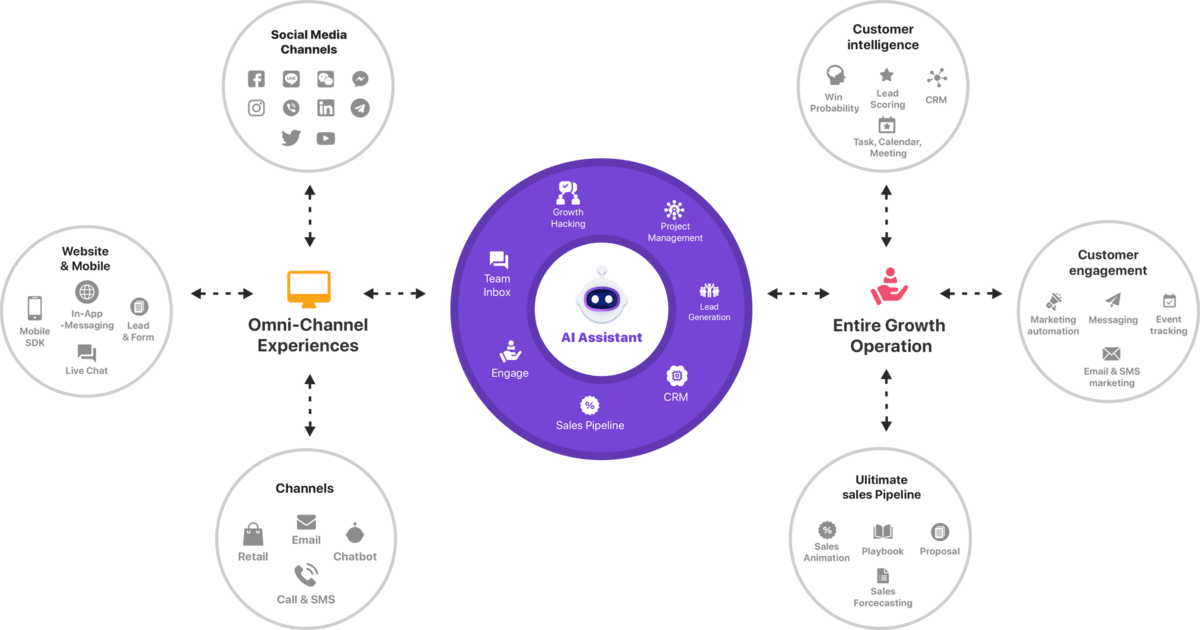 Social Media
Channels
LINE
Website
& Mobile
Mobile
SDK
In-App
-Messaging
Lead
& Form
Live Chat
Omni-Channel
Experiences
Channels
Retail
Email
Chatbot
Call & SMS
Growth
Hacking
Project
Management
Team
Inbox
Lead
Generation
AI Assistant
Engage
CRM
%
Sales Pipeline
Customer
intelligence
Win
Probability
Lead
Scoring
CRM
Task, Calendar,
Meeting
Entire Growth
Operation
Customer
engagement
Marketing
automation
Messaging
Event
tracking
Email & SMS
marketing
Ulitimate
sales Pipeline
%
Sales
Animation
Playbook
Proposal
Sales
Forcecasting